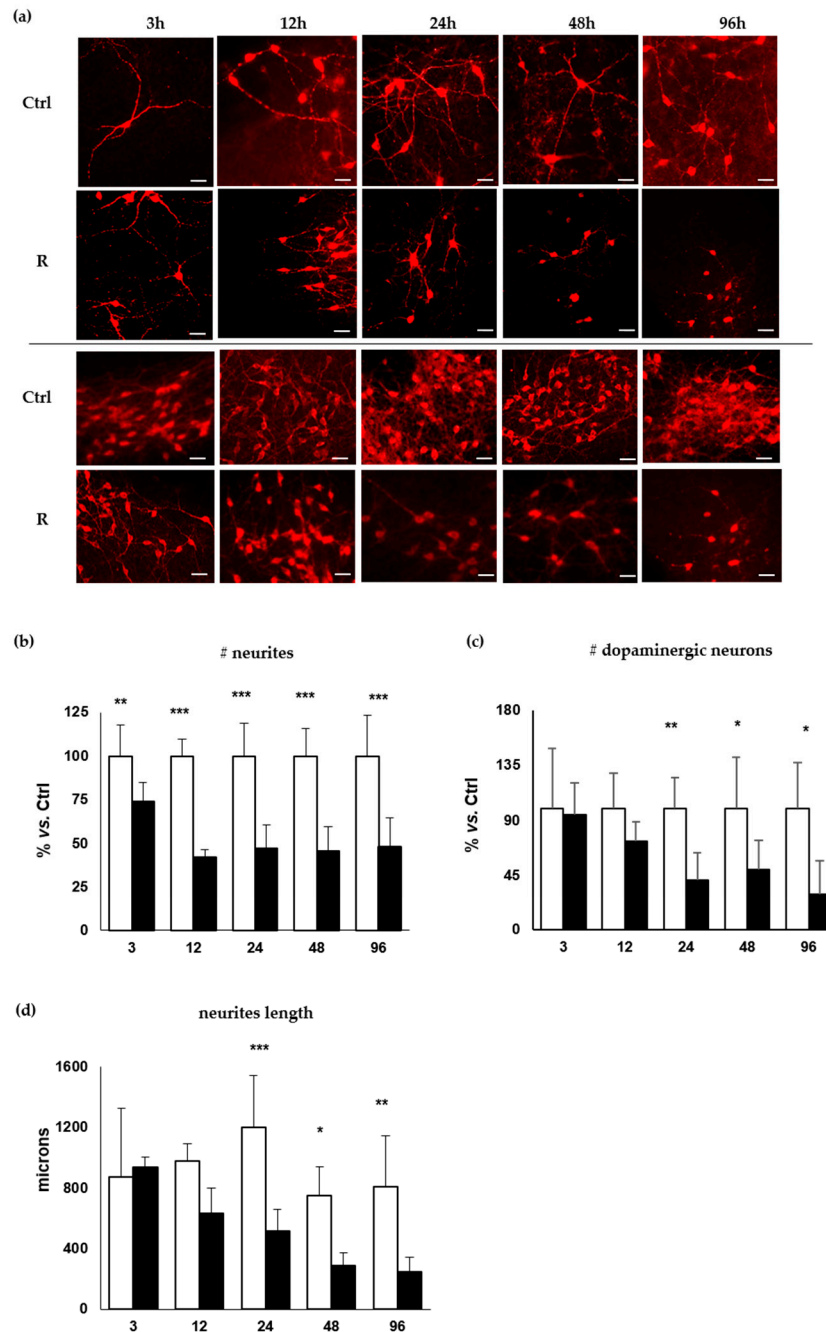 (a)
3h 12h 24h 48h 96h
Ctrl
R
Ctrl
R
(b)
# neurites
** *** *** *** ***
125
100
75
50
25
0
% vs. Ctrl
3 12 24 48 96
(c)
# dopaminergic neurons
** * *
180
135
90
45
0
% vs. Ctrl
3 12 24 48 96
(d)
neurites length
*** * **
1600
1200
800
400
0
microns
3 12 24 48 96